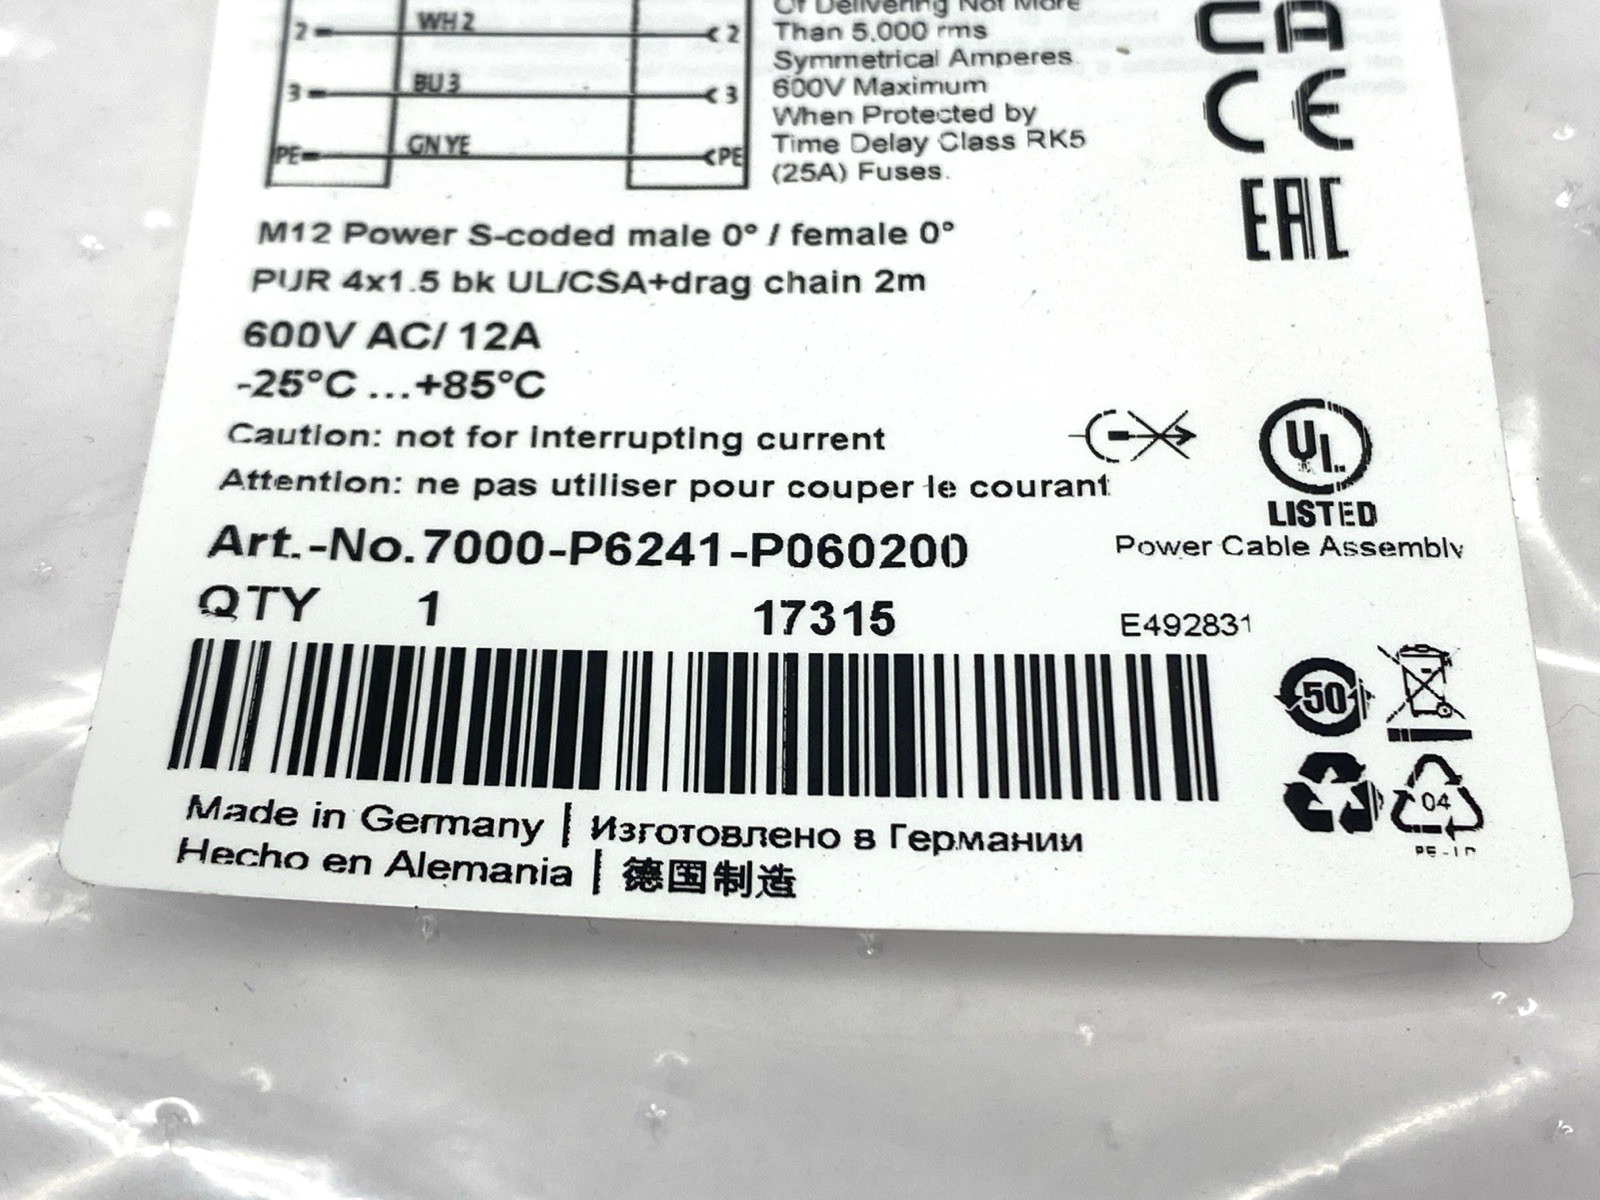 Of Delivering Not More
2 WH 2 2
Than 5.000 rms
Symmetrical Amperes
3 BU 3 3
600V Maximum
When Protected by
PE GN YE PE
Time Delay Class RK5
(25A) Fuses.
CA
CE
EAC
M12 Power S-coded male 0° / female 0°
PUR 4x1.5 bk UL/CSA+drag chain 2m
600V AC/ 12A
-25°C ...+85°C
Caution: not for interrupting current
Attention: ne pas utiliser pour couper le courant
UL
LISTED
Power Cable Assembly
Art.-No.7000-P6241-P060200
QTY 1 17315
E492831
50
04
Made in Germany | Изготовлено в Германии
Hecho en Alemania | 德国制造